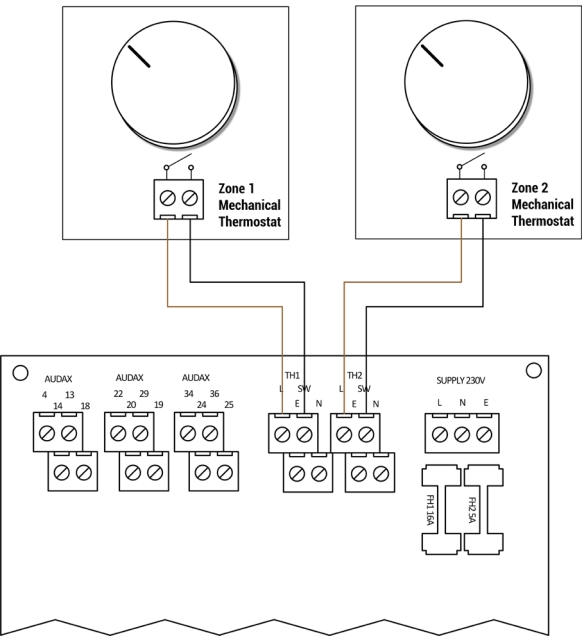 Zone 1
Mechanical
Thermostat
Zone 2
Mechanical
Thermostat
AUDAX
4 13
14 18
AUDAX
22 29
20 19
AUDAX
34 36
24 25
TH1
L SW
E N
TH2
L SW
E N
SUPPLY 230V
L N E
FH1 16A
FH2 5A